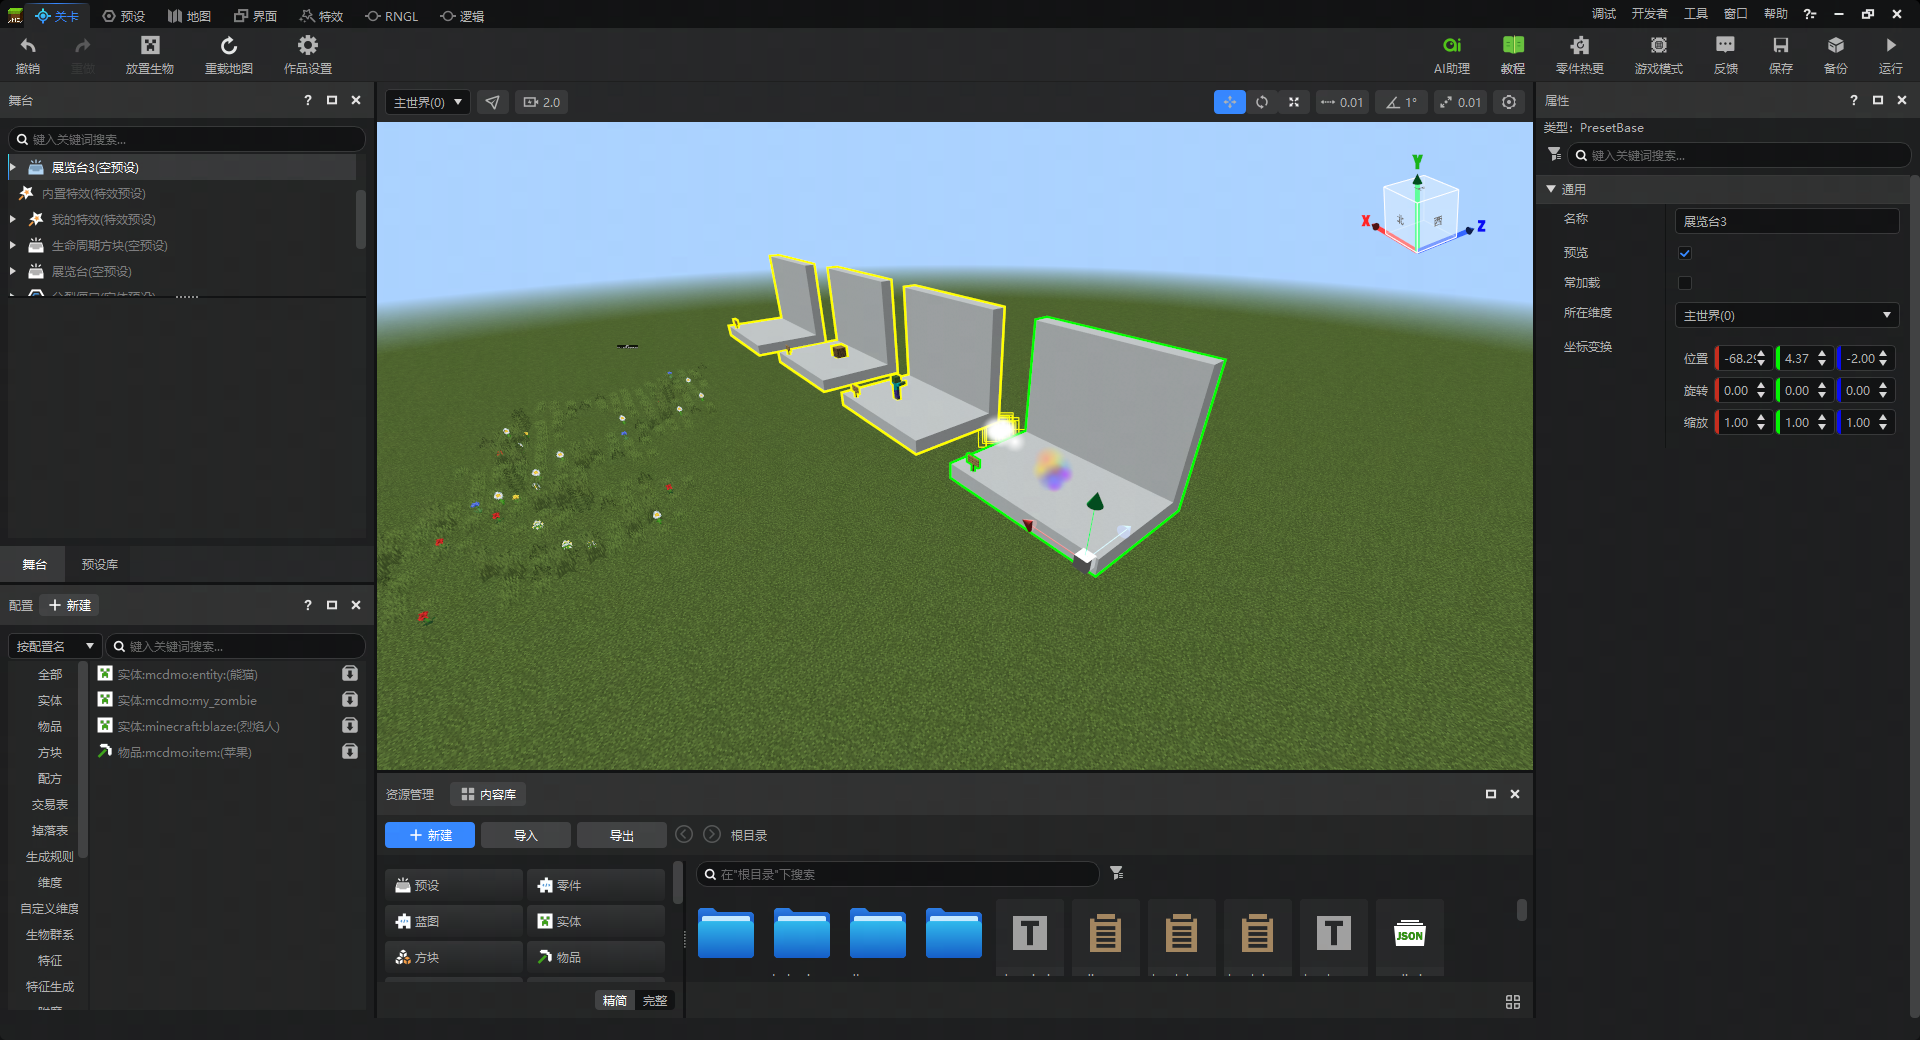 关卡 预设 地图 界面 特效 RNGL 逻辑 调试 开发者 工具 窗口 帮助
撤销 重做 放置生物 重载地图 作品设置 AI助理 教程 零件热更 游戏模式 反馈 保存 备份 运行
舞台
键入关键词搜索...
展览台3(空预设)
内置特效(特效预设)
我的特效(特效预设)
生命周期方块(空预设)
展览台(空预设)
舞台 预设库
配置 新建
按配置名 键入关键词搜索...
全部
实体
物品
方块
配方
交易表
掉落表
生成规则
维度
自定义维度
生物群系
特征
特征生成
实体:mcdmo:entity:(熊猫)
实体:mcdmo:my_zombie
实体:minecraft:blaze:(烈焰人)
物品:mcdmo:item:(苹果)
主世界(0) 2.0 0.01 1° 0.01
Y
X
Z
北
西
资源管理 内容库
新建 导入 导出 根目录
预设 零件
蓝图 实体
方块 物品
精简 完整
在"根目录"下搜索
T T JSON
属性
类型: PresetBase
键入关键词搜索...
通用
名称 展览台3
预览
常加载
所在维度 主世界(0)
坐标变换
位置 -68.29 4.37 -2.00
旋转 0.00 0.00 0.00
缩放 1.00 1.00 1.00